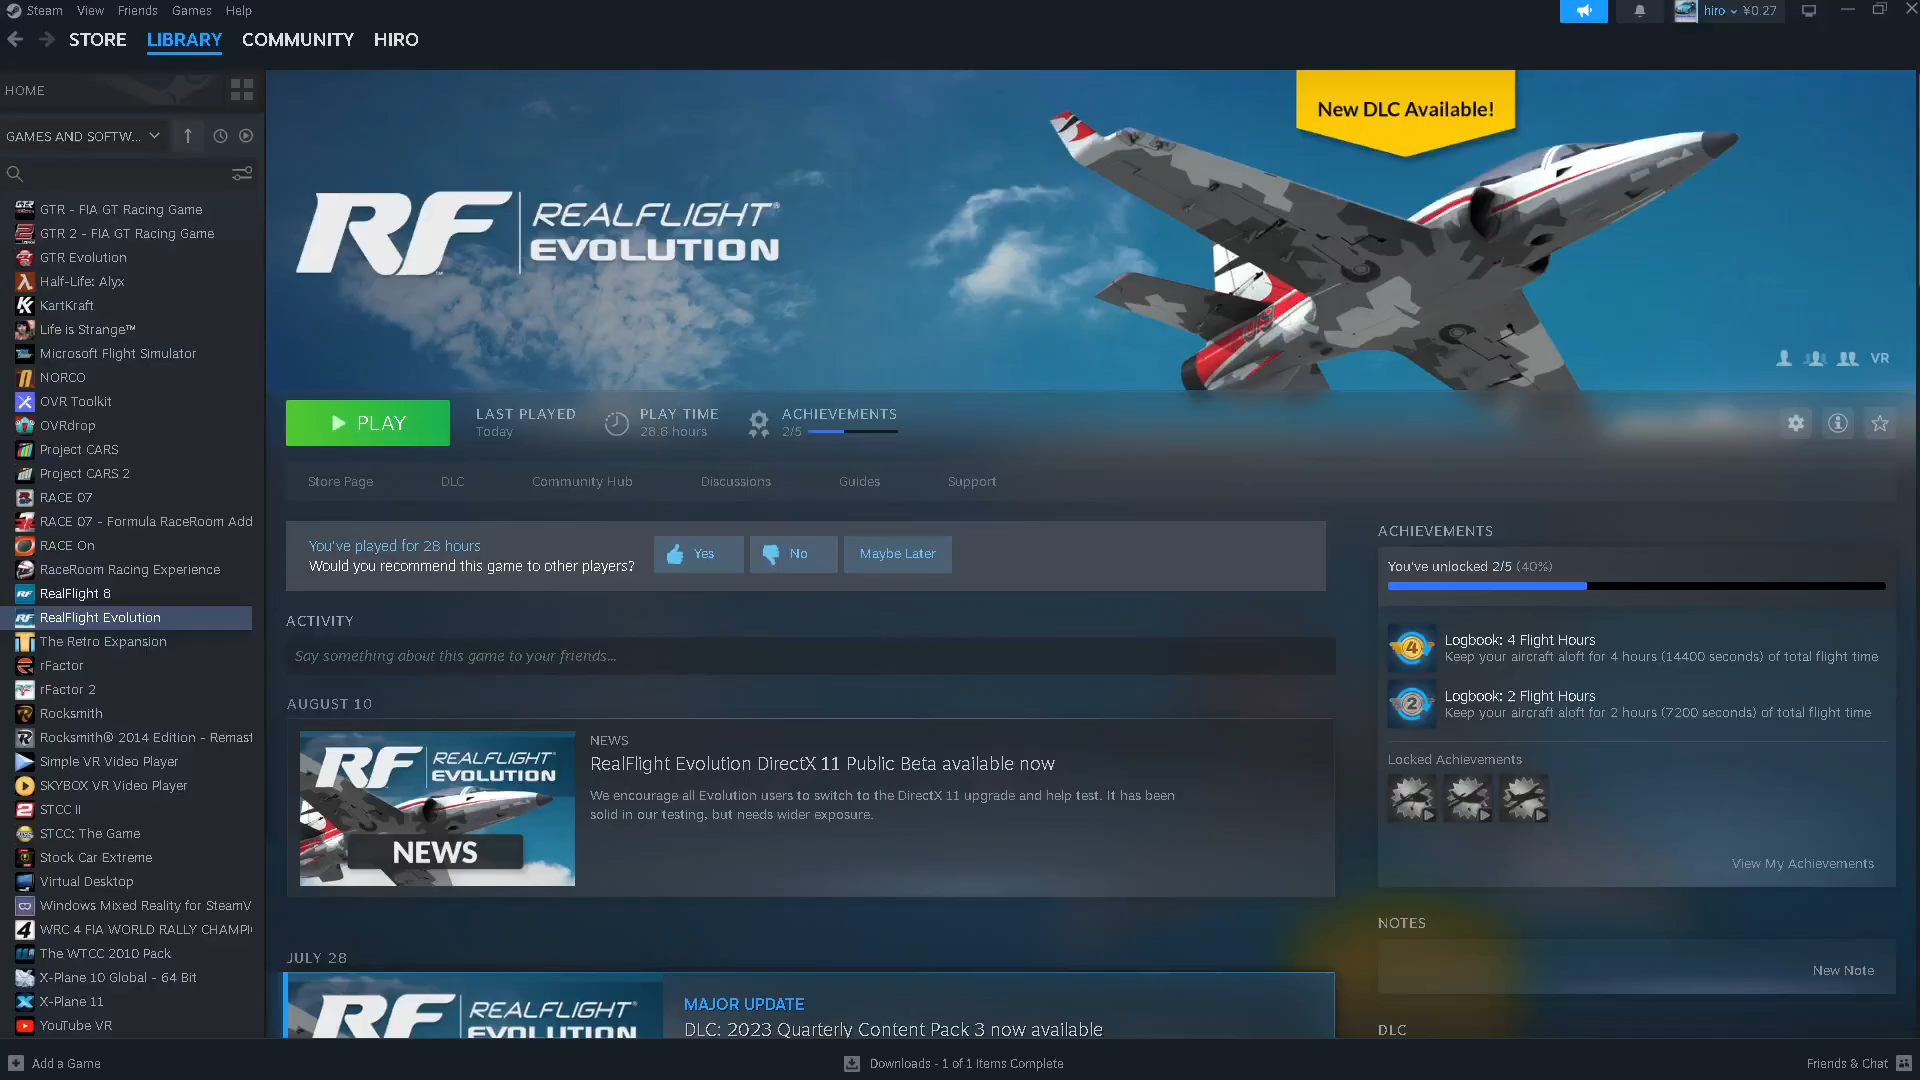 Steam View Friends Games Help
hiro ¥0.27
STORE LIBRARY COMMUNITY HIRO
HOME
GAMES AND SOFTW...
GTR - FIA GT Racing Game
GTR 2 - FIA GT Racing Game
GTR Evolution
Half-Life: Alyx
KartKraft
Life is Strange™
Microsoft Flight Simulator
NORCO
OVR Toolkit
OVRdrop
Project CARS
Project CARS 2
RACE 07
RACE 07 - Formula RaceRoom Add
RACE On
RaceRoom Racing Experience
RealFlight 8
RealFlight Evolution
The Retro Expansion
rFactor
rFactor 2
Rocksmith
Rocksmith® 2014 Edition - Remast
Simple VR Video Player
SKYBOX VR Video Player
STCC II
STCC: The Game
Stock Car Extreme
Virtual Desktop
Windows Mixed Reality for SteamV
WRC 4 FIA WORLD RALLY CHAMPI
The WTCC 2010 Pack
X-Plane 10 Global - 64 Bit
X-Plane 11
YouTube VR
Add a Game
New DLC Available!
RF REALFLIGHT®
EVOLUTION
VR
PLAY
LAST PLAYED
Today
PLAY TIME
28.6 hours
ACHIEVEMENTS
2/5
Store Page DLC Community Hub Discussions Guides Support
You've played for 28 hours
Would you recommend this game to other players?
Yes No Maybe Later
ACTIVITY
Say something about this game to your friends...
AUGUST 10
RF REALFLIGHT
EVOLUTION
NEWS
NEWS
RealFlight Evolution DirectX 11 Public Beta available now
We encourage all Evolution users to switch to the DirectX 11 upgrade and help test. It has been
solid in our testing, but needs wider exposure.
JULY 28
RF REALFLIGHT
EVOLUTION
MAJOR UPDATE
DLC: 2023 Quarterly Content Pack 3 now available
ACHIEVEMENTS
You've unlocked 2/5 (40%)
4
Logbook: 4 Flight Hours
Keep your aircraft aloft for 4 hours (14400 seconds) of total flight time
2
Logbook: 2 Flight Hours
Keep your aircraft aloft for 2 hours (7200 seconds) of total flight time
Locked Achievements
View My Achievements
NOTES
New Note
DLC
Downloads - 1 of 1 Items Complete
Friends & Chat